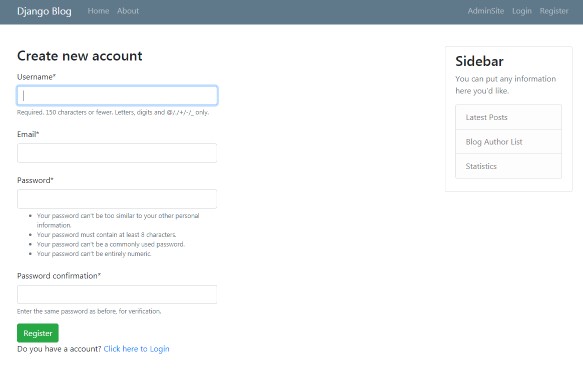 Django Blog Home About AdminSite Login Register
Create new account
Username*
Required. 150 characters or fewer. Letters, digits and @/./+/-/_ only.
Email*
Password*
Your password can't be too similar to your other personal
information.
Your password must contain at least 8 characters.
Your password can't be a commonly used password.
Your password can't be entirely numeric.
Password confirmation*
Enter the same password as before, for verification.
Register
Do you have a account? Click here to Login
Sidebar
You can put any information
here you'd like.
Latest Posts
Blog Author List
Statistics